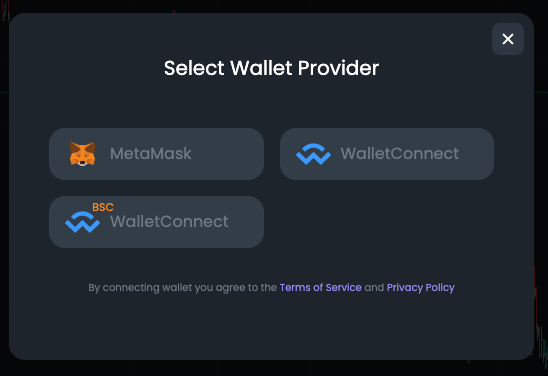 Select Wallet Provider
MetaMask
WalletConnect
BSC
WalletConnect
By connecting wallet you agree to the Terms of Service and Privacy Policy